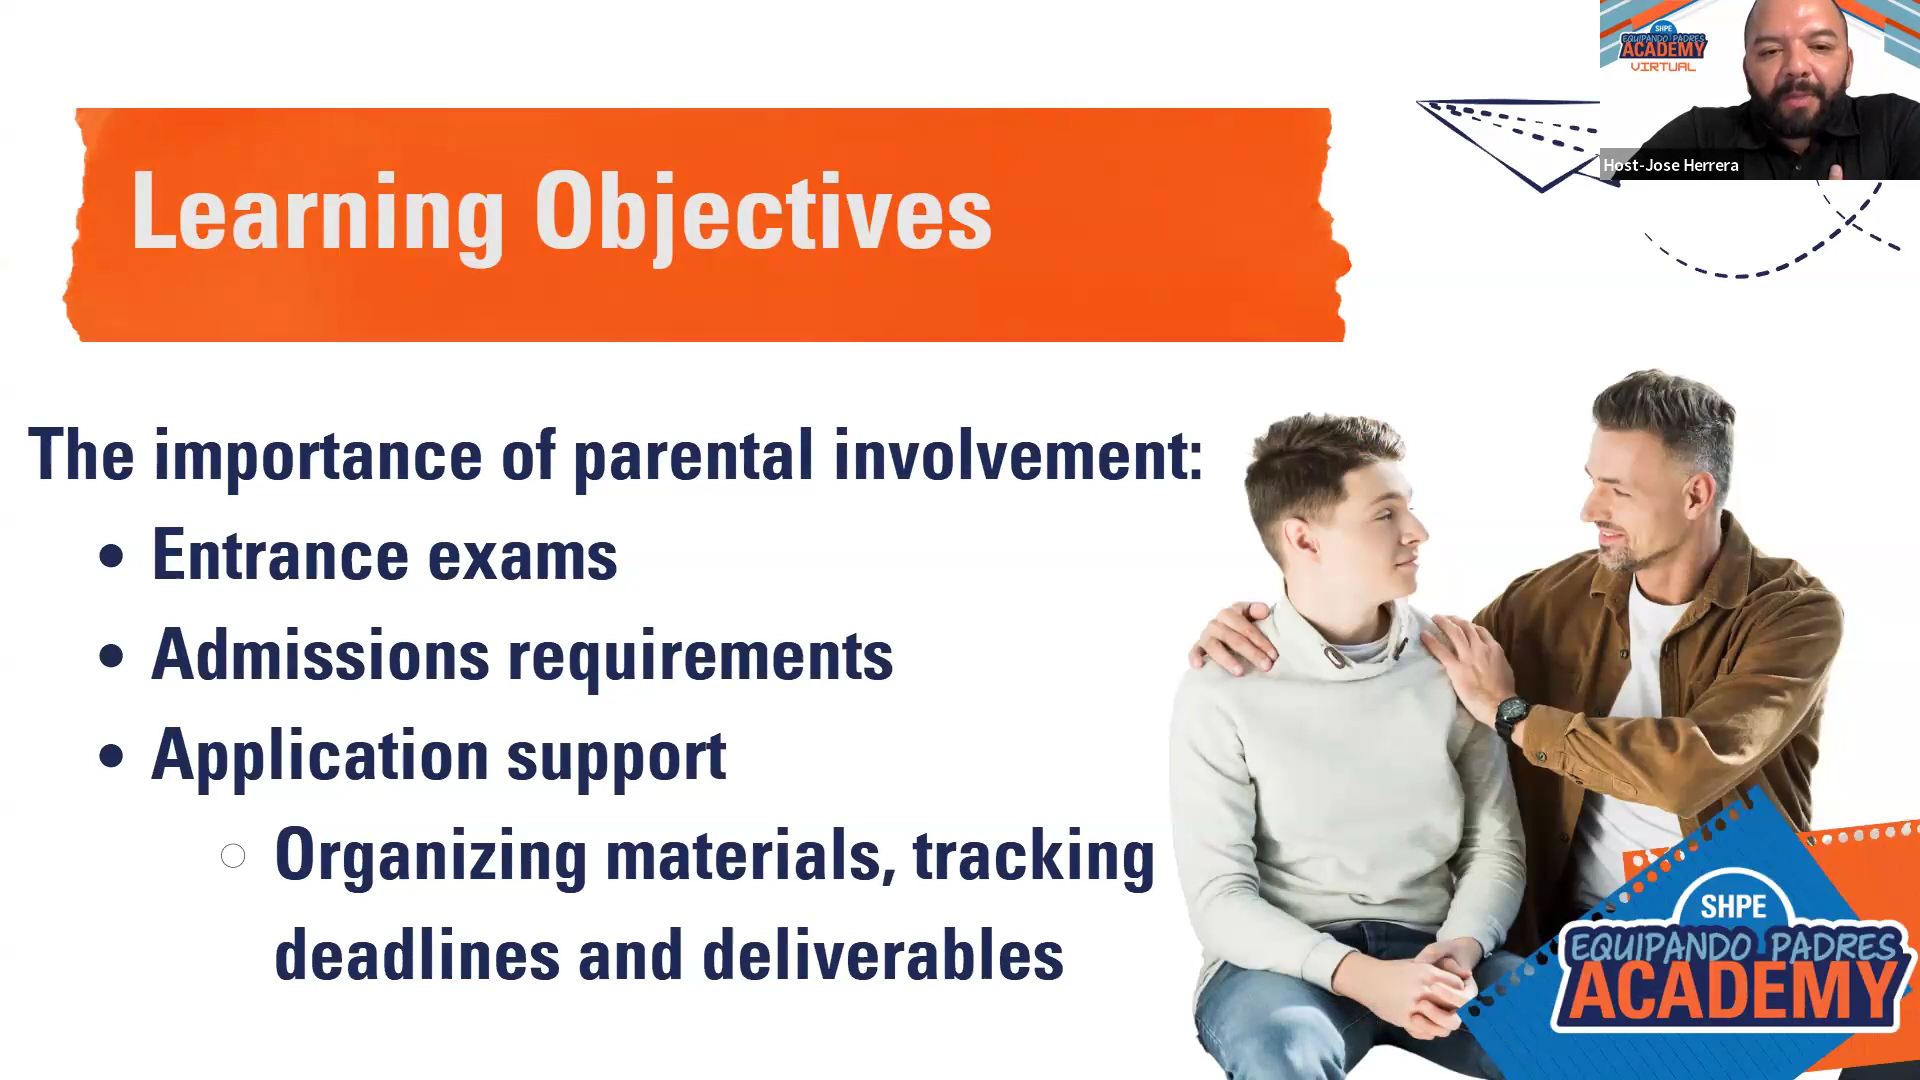 SHPE
EQUIPANDO PADRES
ACADEMY
VIRTUAL
Host-Jose Herrera
Learning Objectives
The importance of parental involvement:
• Entrance exams
• Admissions requirements
• Application support
○ Organizing materials, tracking
deadlines and deliverables
SHPE
EQUIPANDO PADRES
ACADEMY